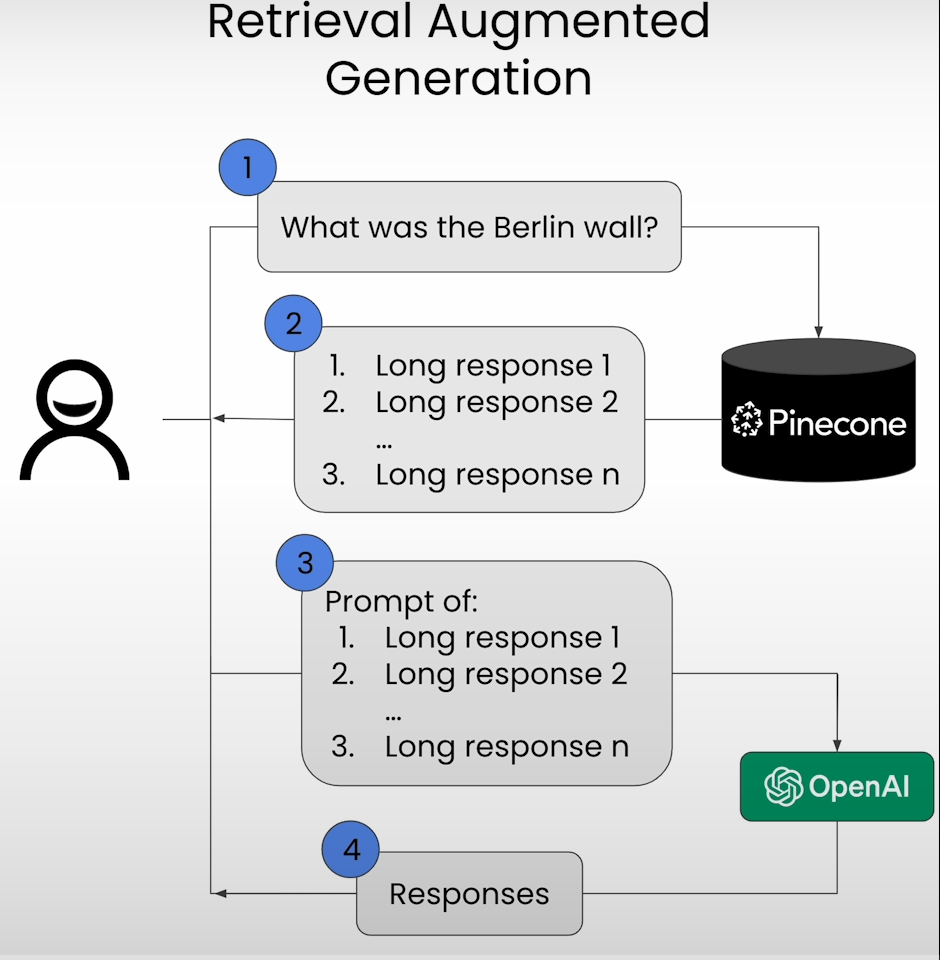 Retrieval Augmented
Generation
1
What was the Berlin wall?
2
1. Long response 1
2. Long response 2
...
3. Long response n
Pinecone
3
Prompt of:
1. Long response 1
2. Long response 2
...
3. Long response n
OpenAI
4
Responses